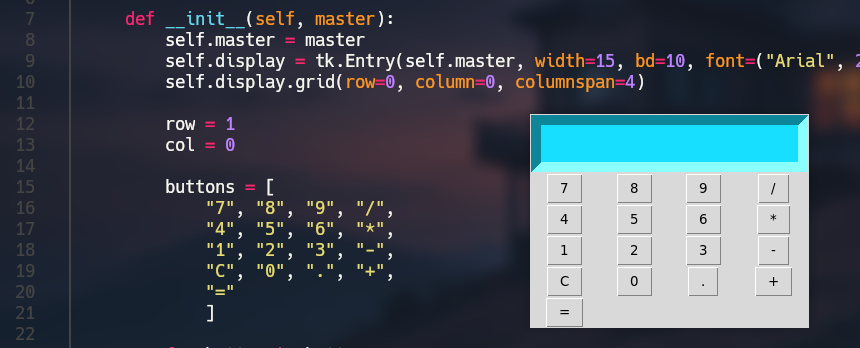 7 def __init__(self, master):
8 self.master = master
9 self.display = tk.Entry(self.master, width=15, bd=10, font=("Arial",
10 self.display.grid(row=0, column=0, columnspan=4)
11
12 row = 1
13 col = 0
14
15 buttons = [
16 "7", "8", "9", "/",
17 "4", "5", "6", "*",
18 "1", "2", "3", "-",
19 "C", "0", ".", "+",
20 "="
21 ]
22
7 8 9 /
4 5 6 *
1 2 3 -
C 0 . +
=